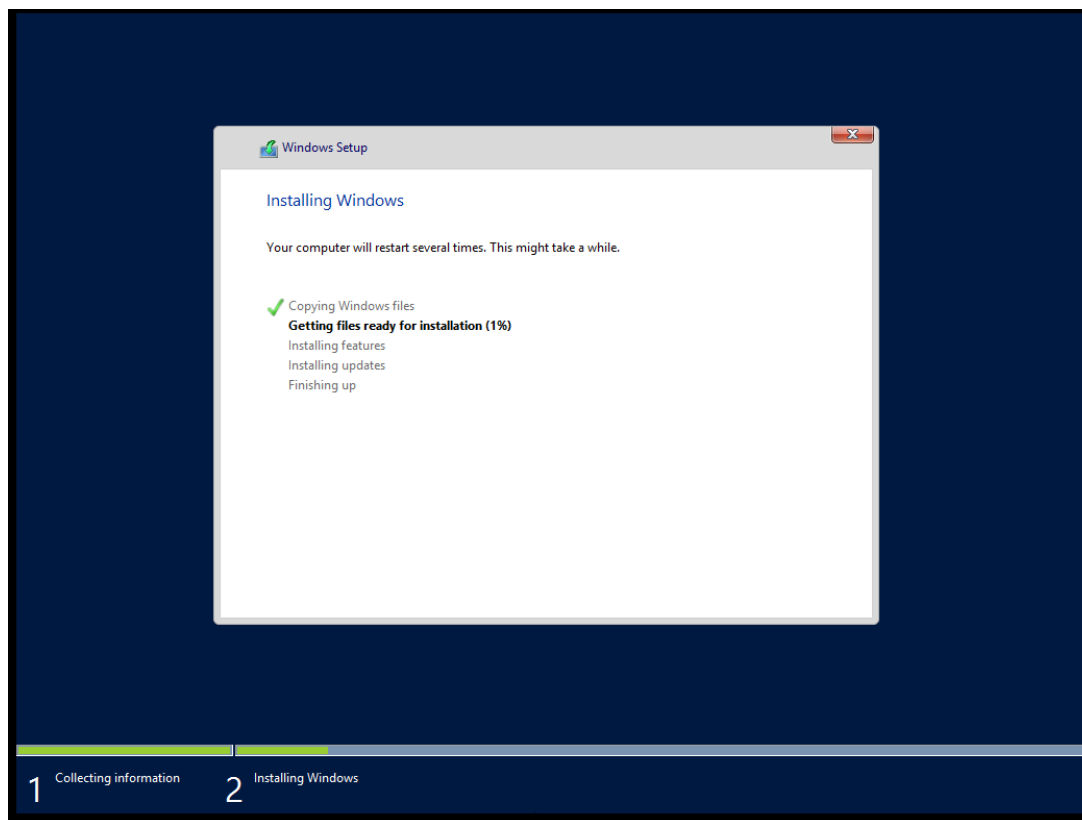 Windows Setup
Installing Windows
Your computer will restart several times. This might take a while.
Copying Windows files
Getting files ready for installation (1%)
Installing features
Installing updates
Finishing up
1 Collecting information
2 Installing Windows